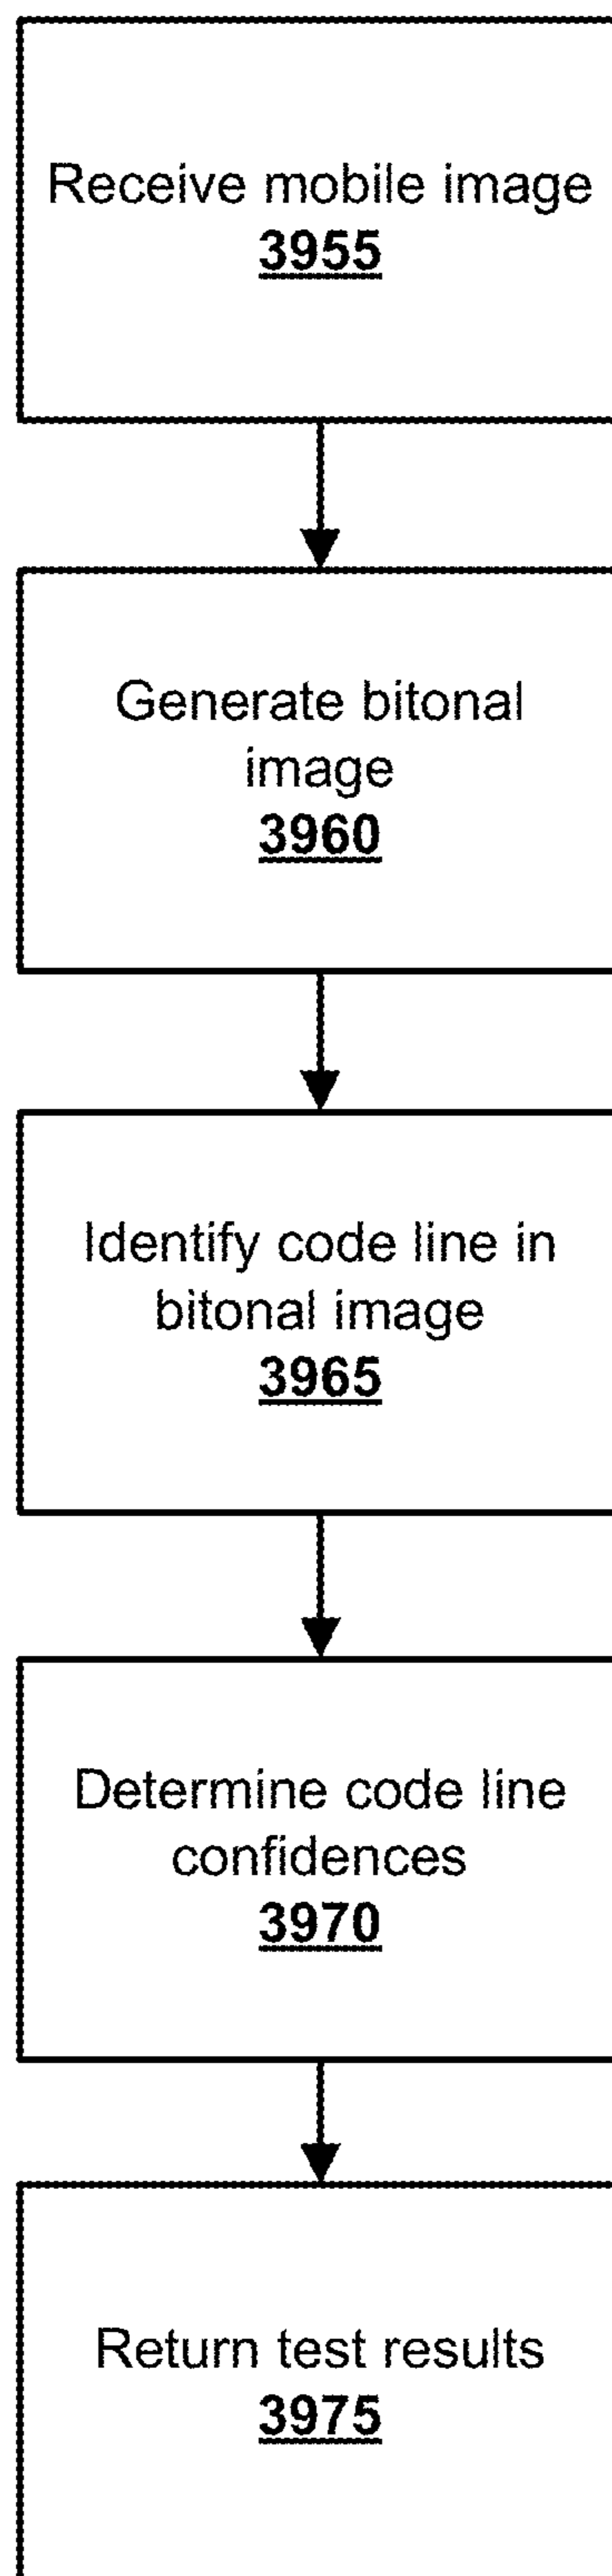 Receive mobile image
3955
Generate bitonal
image
3960
Identify code line in
bitonal image
3965
Determine code line
confidences
3970
Return test results
3975